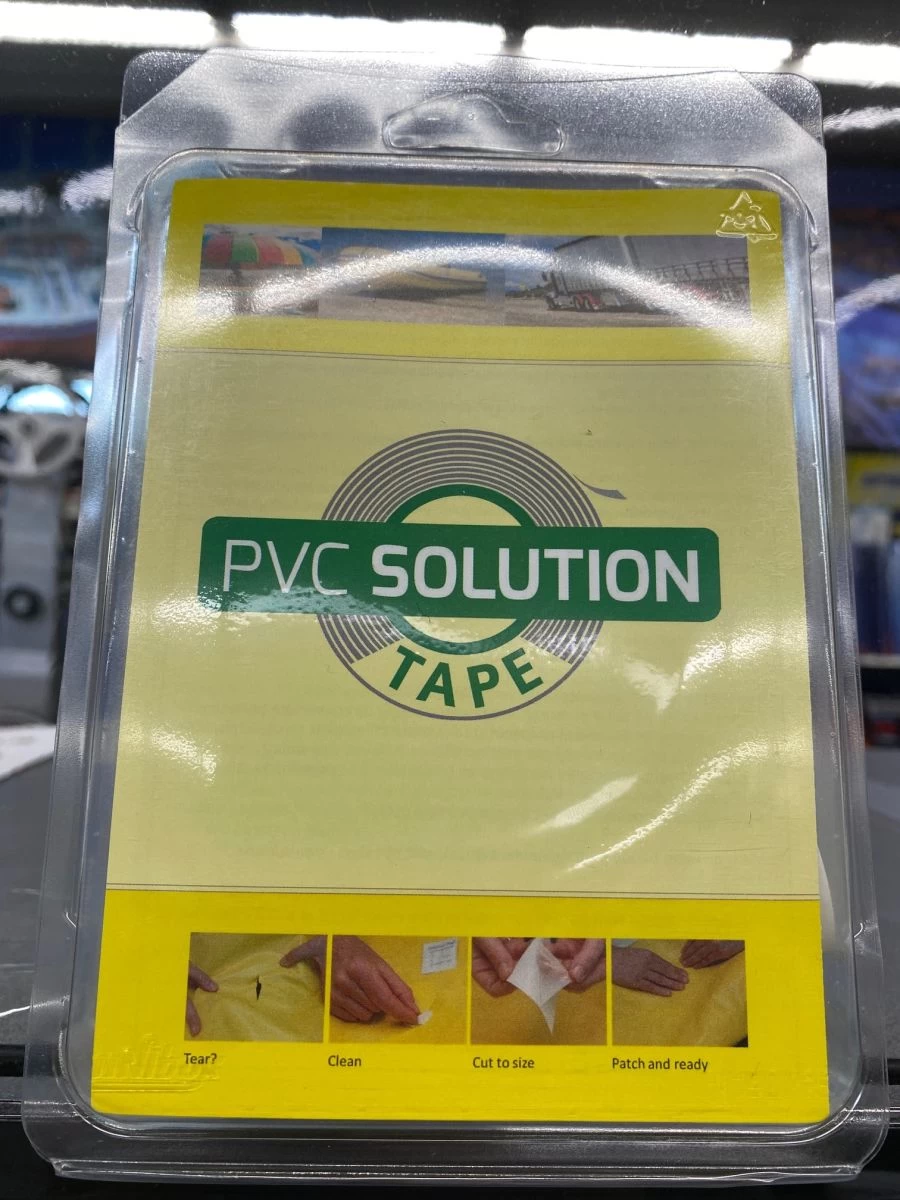 PVC SOLUTION
TAPE
Tear?
Clean
Cut to size
Patch and ready